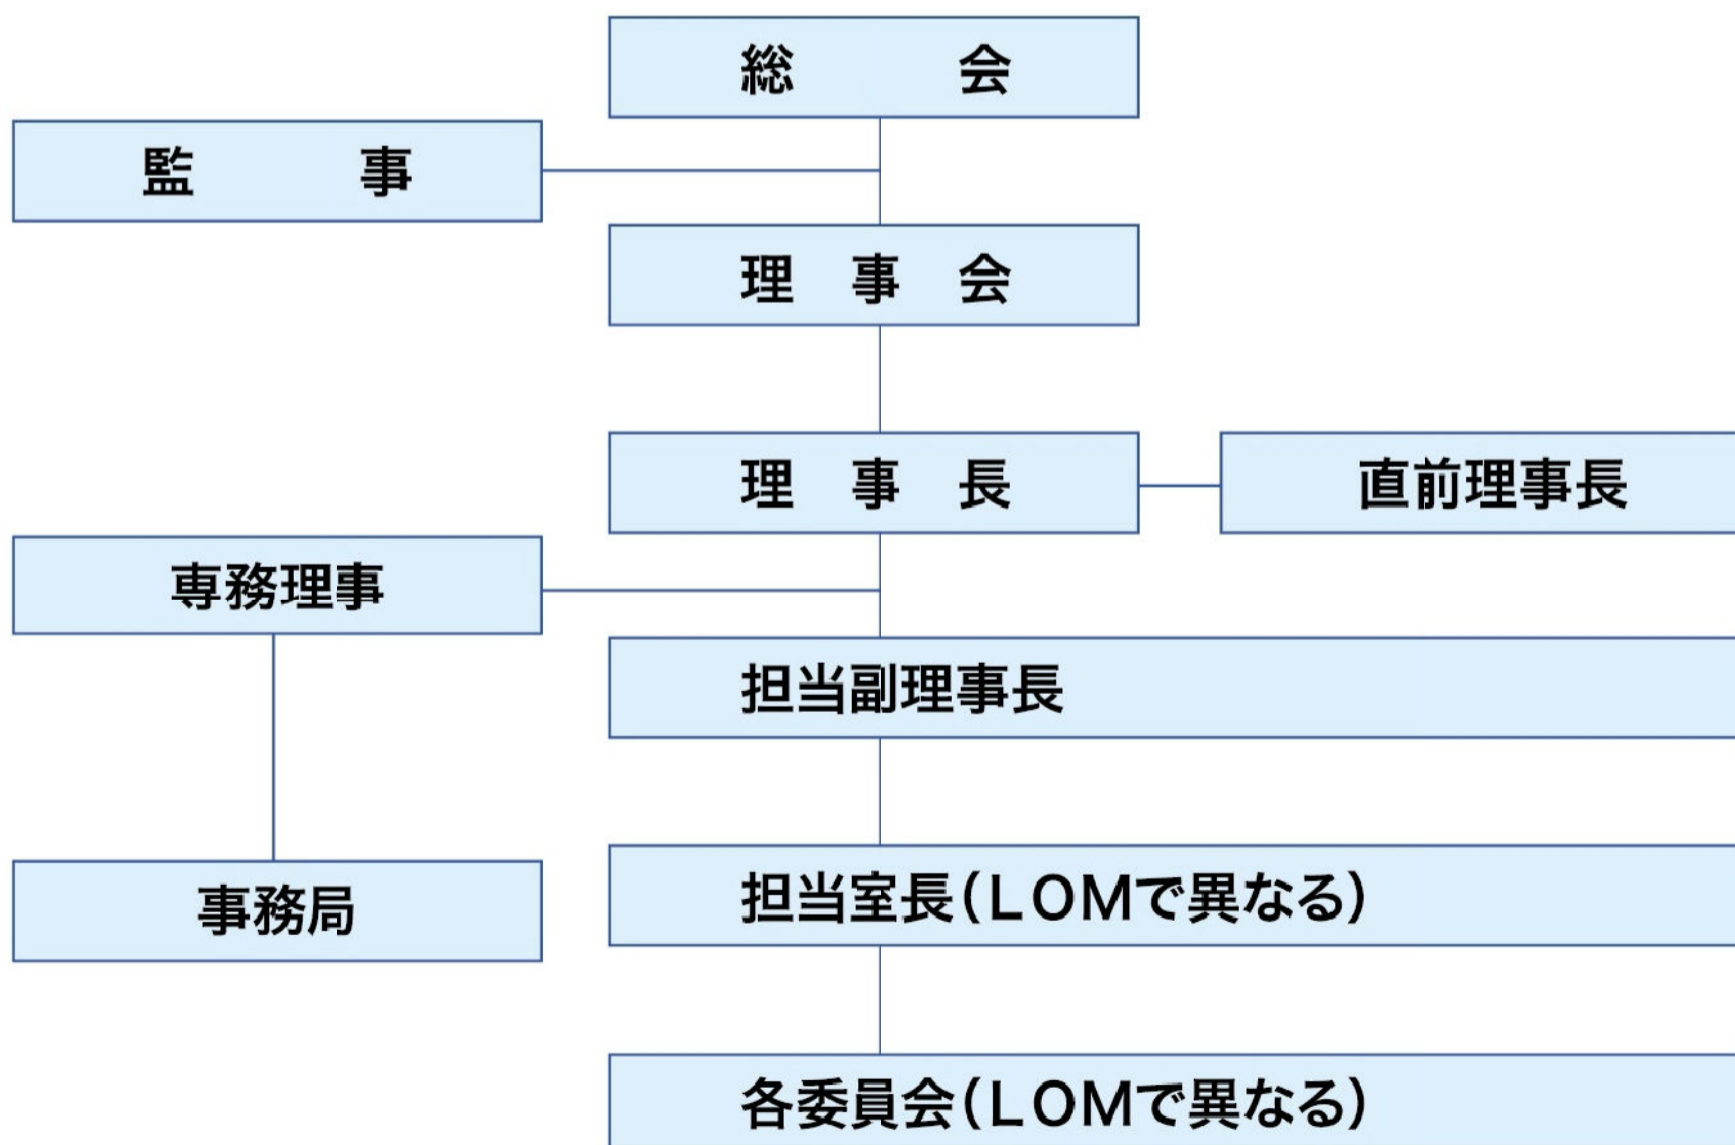 総　会
監　事
理　事　会
理　事　長
直前理事長
専務理事
担当副理事長
担当室長（ＬＯＭで異なる）
事務局
各委員会（ＬＯＭで異なる）